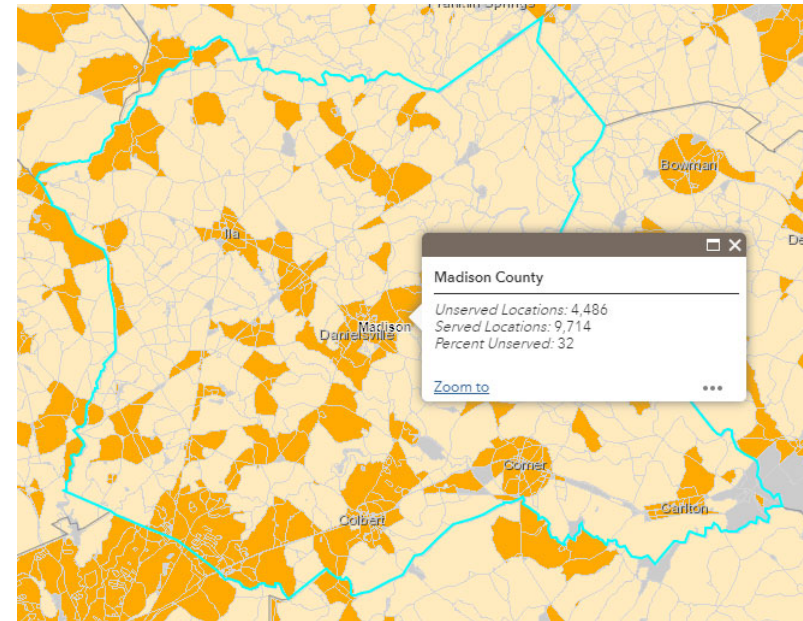 Franklin Springs
Bowman
Ila
De
Madison County
Unserved Locations: 4,486
Served Locations: 9,714
Percent Unserved: 32
Zoom to
Madison
Danielsville
Comer
Carlton
Colbert